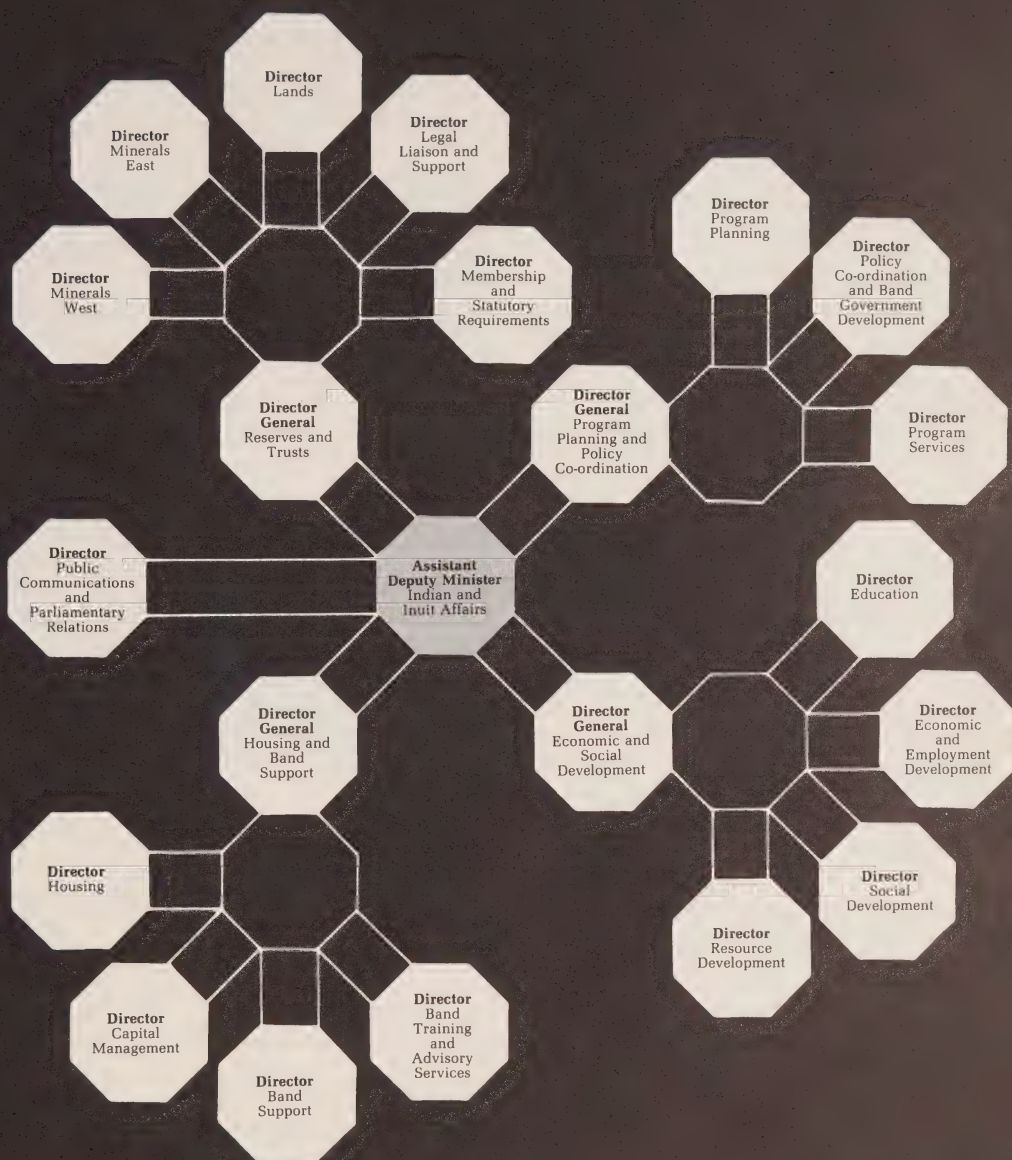 Director
Lands
Director
Minerals
East
Director
Legal
Liaison and
Support
Director
Minerals
West
Director
Membership
and
Statutory
Requirements
Director
Program
Planning
Director
Policy
Co-ordination
and Band
Government
Development
Director
General
Reserves and
Trusts
Director
General
Program
Planning and
Policy
Co-ordination
Director
Program
Services
Director
Public
Communications
and
Parliamentary
Relations
Assistant
Deputy Minister
Indian and
Inuit Affairs
Director
Education
Director
General
Housing and
Band
Support
Director
General
Economic and
Social
Development
Director
Economic
and
Employment
Development
Director
Housing
Director
Social
Development
Director
Resource
Development
Director
Capital
Management
Director
Band
Support
Director
Band
Training
and
Advisory
Services